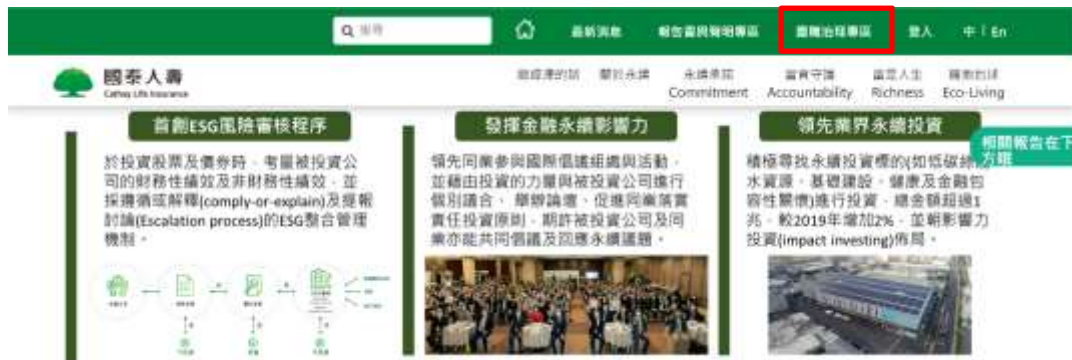 搜尋
最新消息
報告書與聲明專區
盡職治理專區
登入
中 | En
國泰人壽
Cathay Life Insurance
總經理的話
關於永續
永續承諾
Commitment
當責守護
Accountability
富足人生
Richness
Eco-Living
首創ESG風險審核程序
發揮金融永續影響力
領先業界永續投資
相關報告在下
方喔
於投資股票及債券時，考量被投資公
司的財務性績效及非財務性績效，並
採遵循或解釋(comply-or-explain)及提報
討論(Escalation process)的ESG整合管理
機制。
領先同業參與國際倡議組織與活動，
並藉由投資的力量與被投資公司進行
個別議合、舉辦論壇、促進同業落實
責任投資原則，期許被投資公司及同
業亦能共同倡議及回應永續議題。
積極尋找永續投資標的(如低碳
水資源、基礎建設、健康及金融包
容性關懷)進行投資，總金額超過1
兆，較2019年增加2%，並朝影響力
投資(impact investing)佈局。